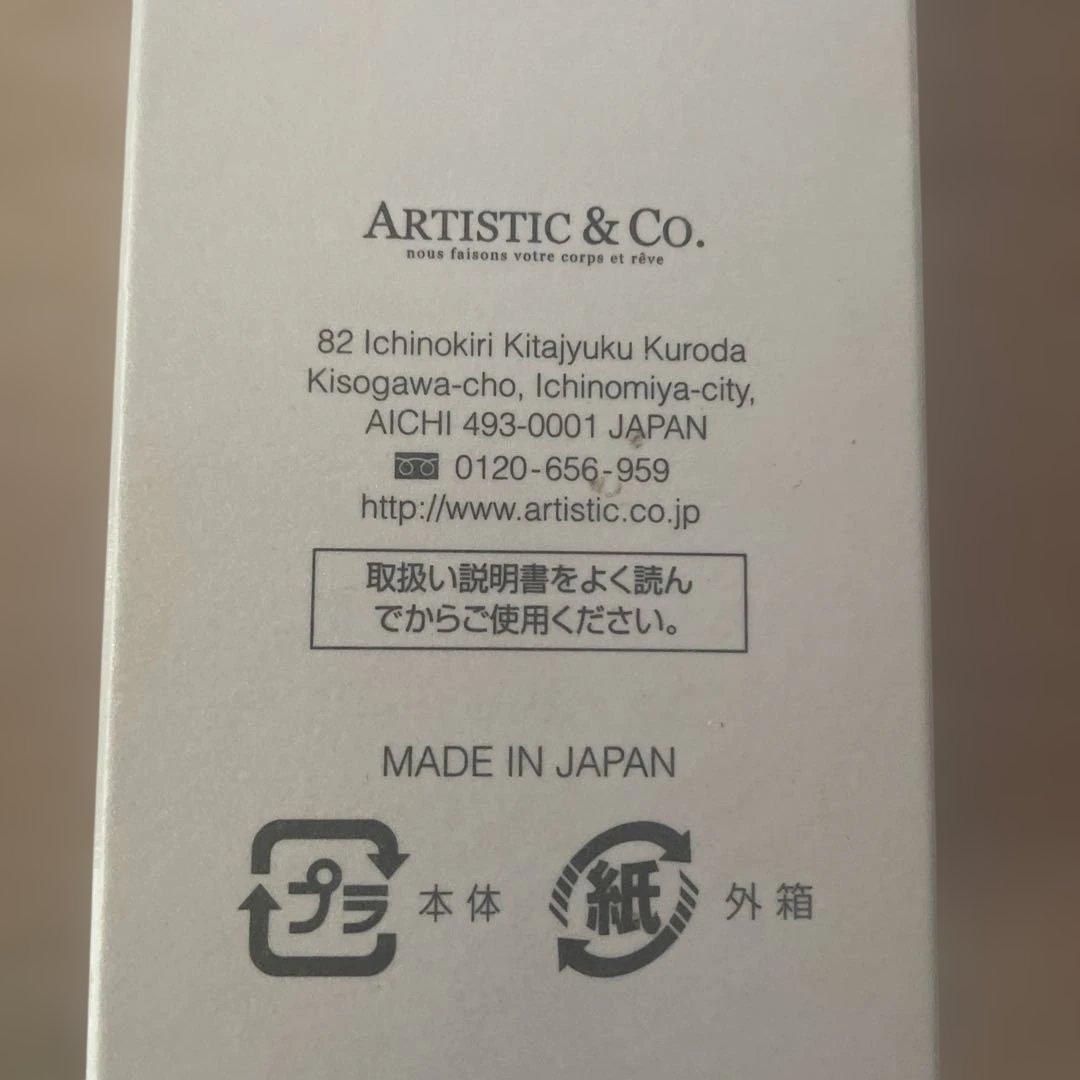 ARTISTIC & CO.
nous faisons votre corps et rêve
82 Ichinokiri Kitajyuku Kuroda
Kisogawa-cho, Ichinomiya-city,
AICHI 493-0001 JAPAN
0120-656-959
http://www.artistic.co.jp
取扱い説明書をよく読ん
でからご使用ください。
MADE IN JAPAN
プラ 本体 紙 外箱